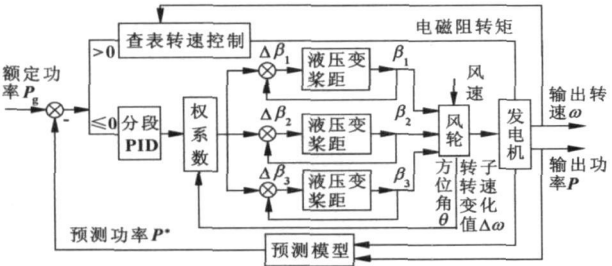 电磁阻转矩
查表转速控制
>0
额定功
率Pg
-
≤0
分段
PID
权
系
数
Δβ1
液压变
桨距
β1
Δβ2
液压变
桨距
β2
Δβ3
液压变
桨距
β3
风
速
风
轮
发
电
机
输出转
速ω
输出功
率P
方
位
角
θ
转子
转速
变化
值Δω
预测功率P*
预测模型